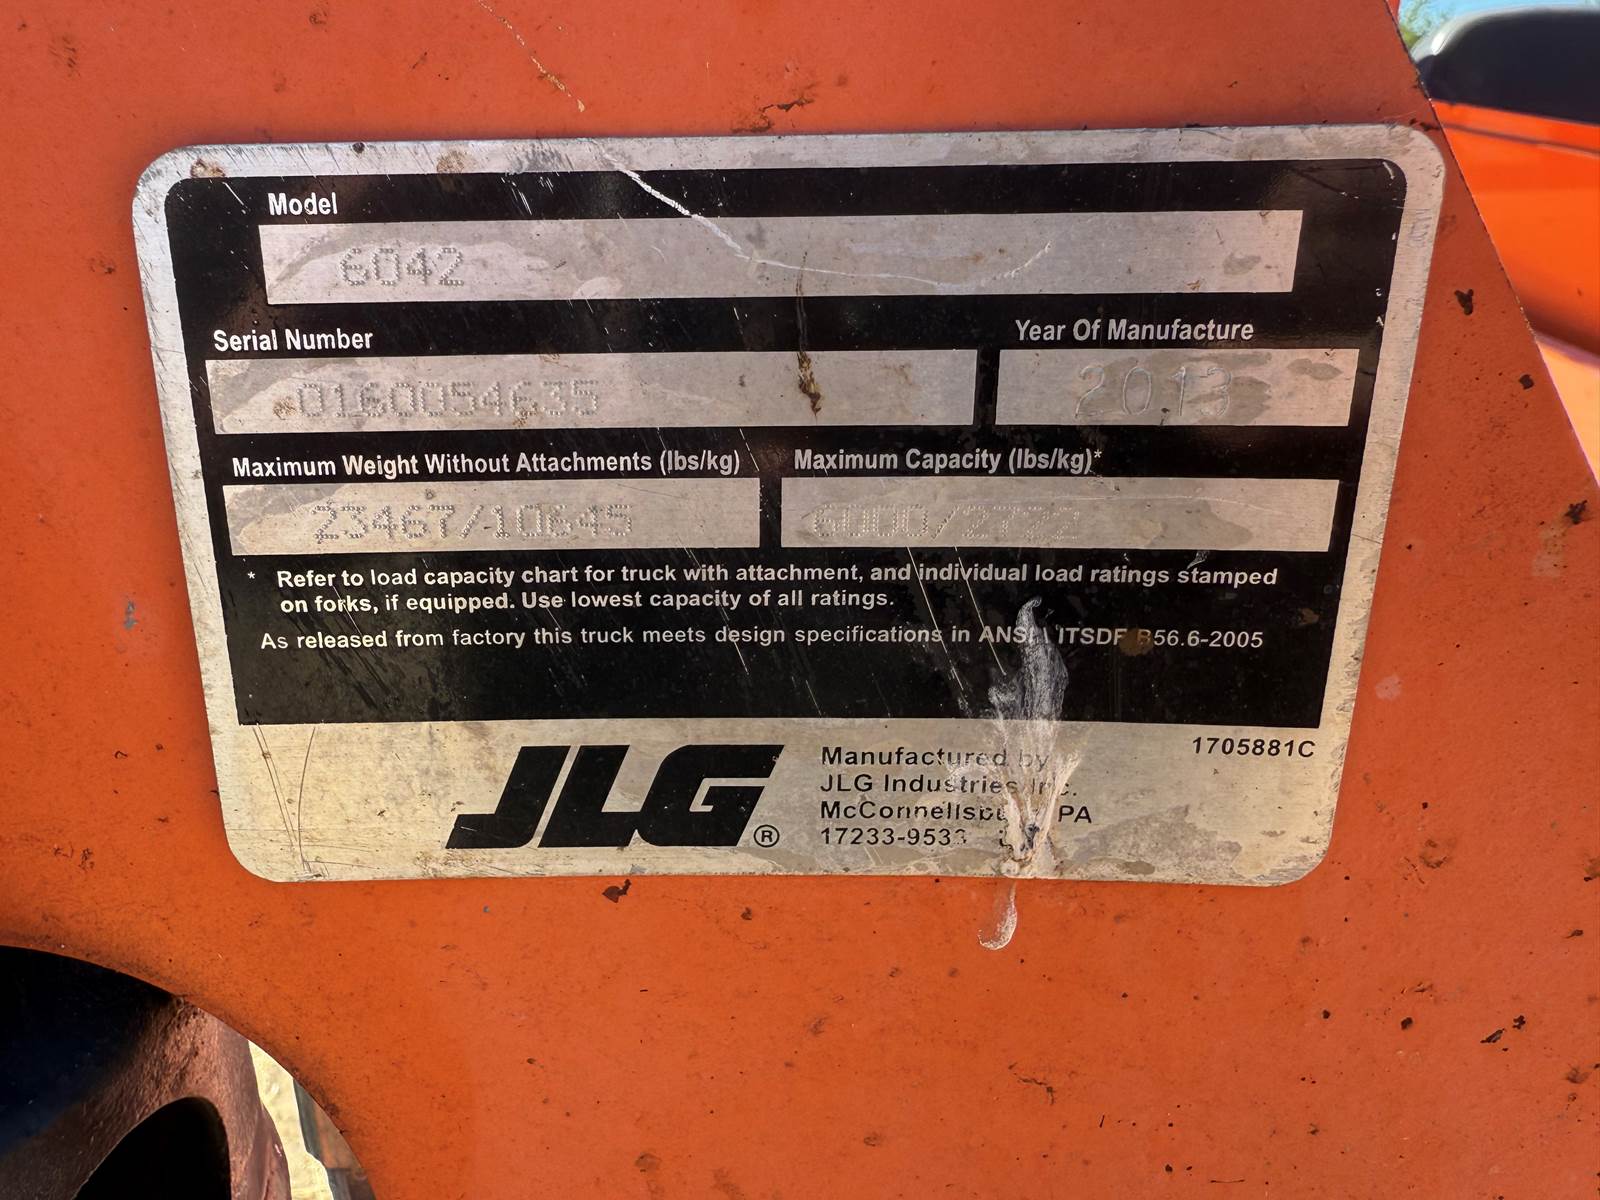 Model
6042
Serial Number
0160054635
Year Of Manufacture
2013
Maximum Weight Without Attachments (lbs/kg)
23467/10645
Maximum Capacity (lbs/kg)*
6000/2722
* Refer to load capacity chart for truck with attachment, and individual load ratings stamped
on forks, if equipped. Use lowest capacity of all ratings.
As released from factory this truck meets design specifications in ANSI ITSDF B56.6-2005
1705881C
JLG®
Manufactured by
JLG Industries Inc.
PA